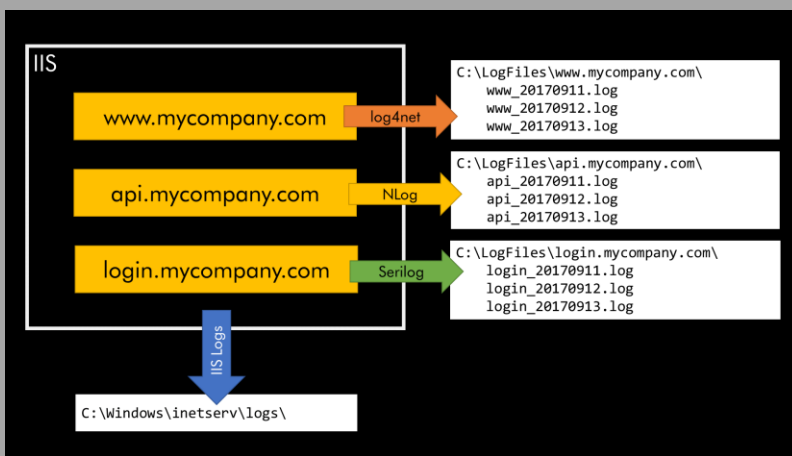 IIS
www.mycompany.com
log4net
C:\LogFiles\www.mycompany.com\
www_20170911.log
www_20170912.log
www_20170913.log
api.mycompany.com
NLog
C:\LogFiles\api.mycompany.com\
api_20170911.log
api_20170912.log
api_20170913.log
login.mycompany.com
Serilog
C:\LogFiles\login.mycompany.com\
login_20170911.log
login_20170912.log
login_20170913.log
IIS Logs
C:\Windows\inetserv\logs\